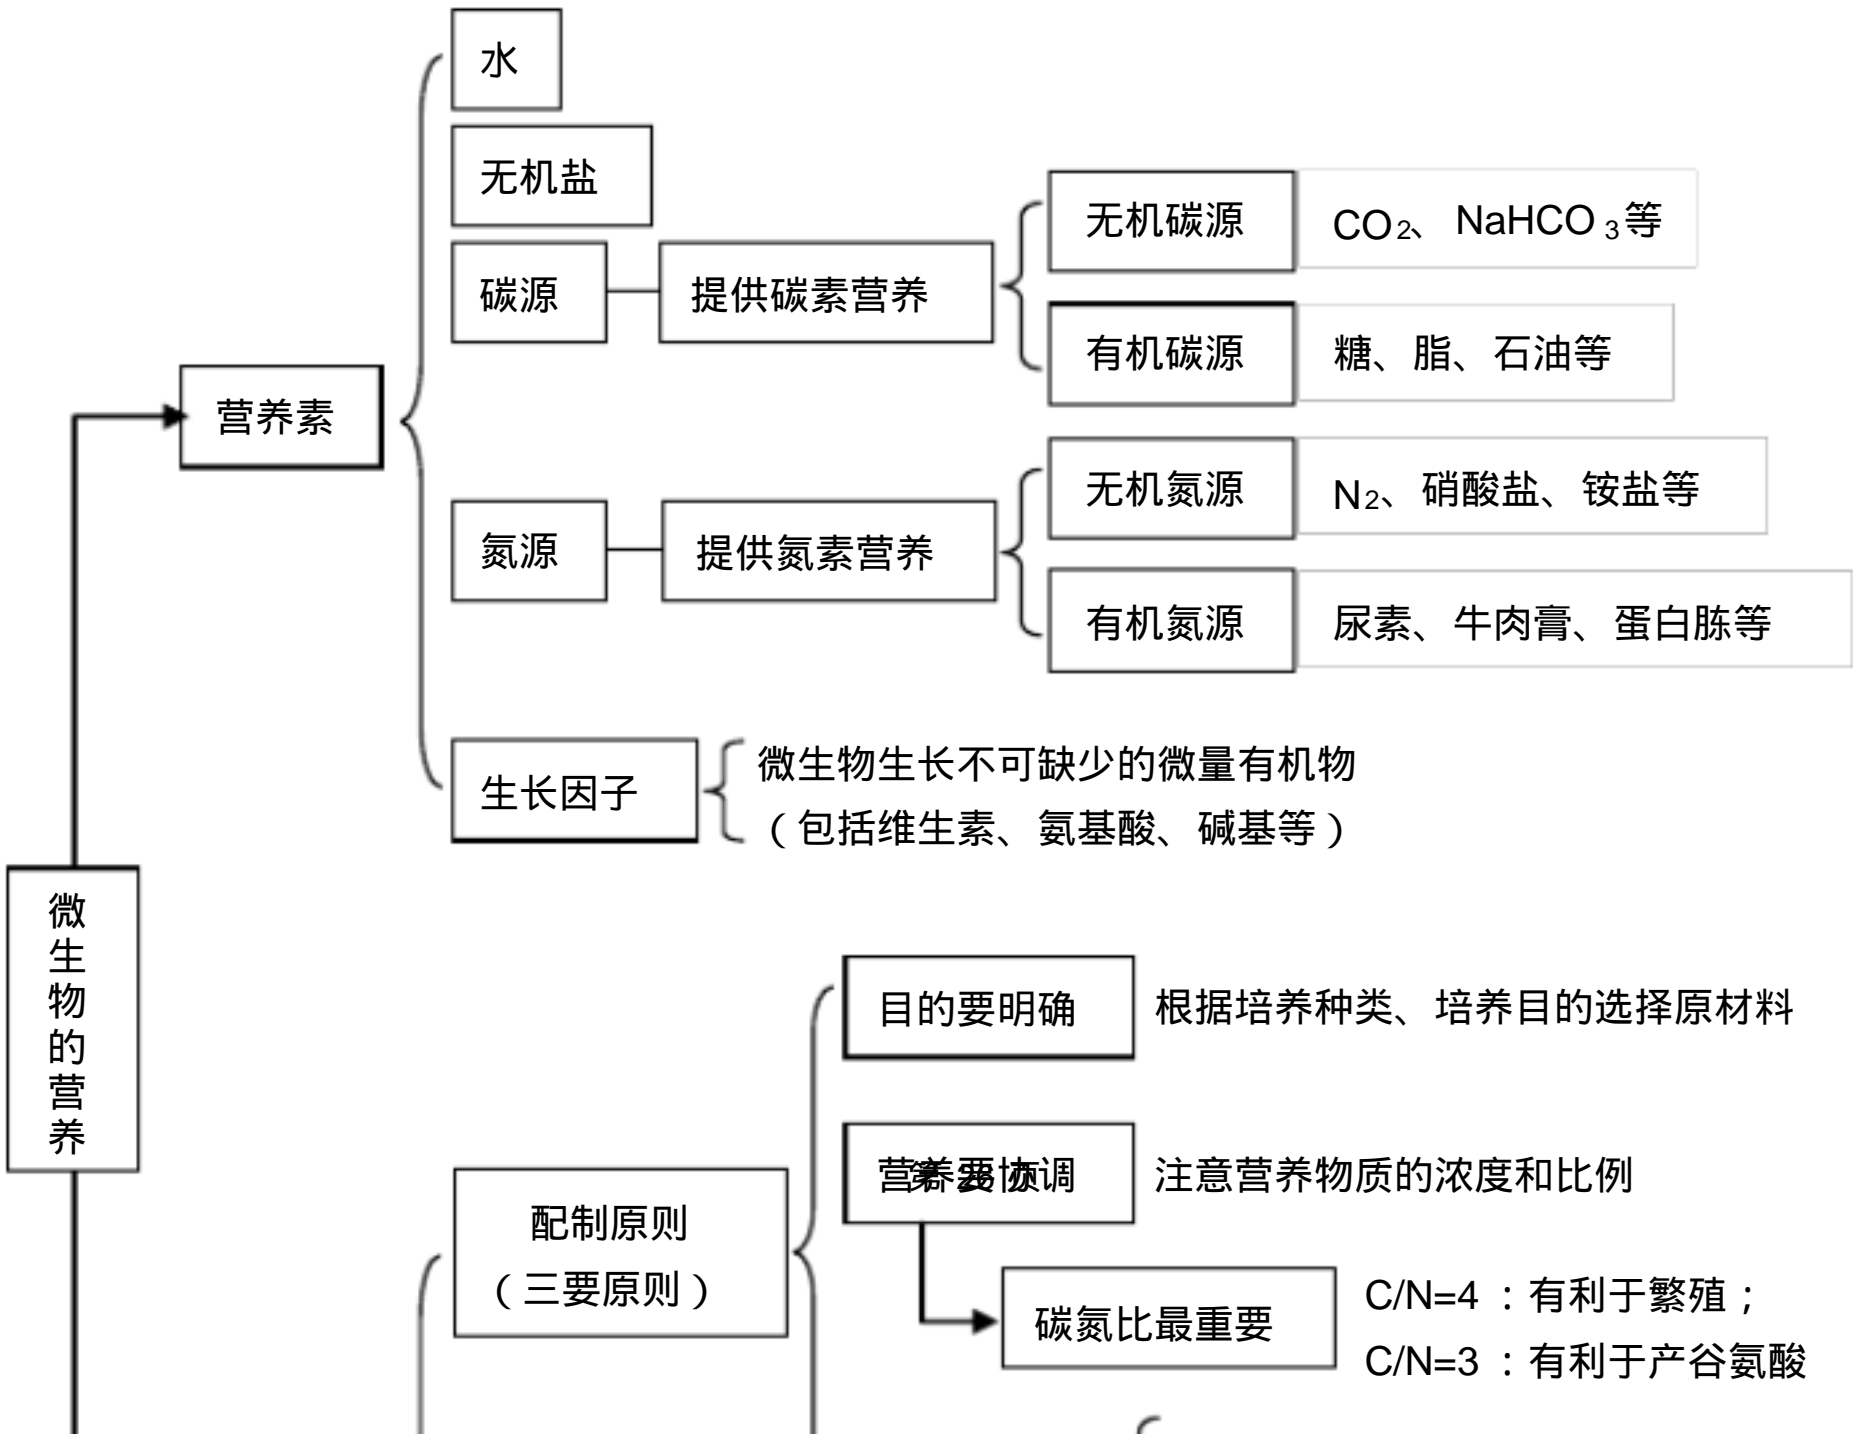 水
无机盐
碳源
提供碳素营养
无机碳源
CO2、 NaHCO3等
有机碳源
糖、脂、石油等
营养素
氮源
提供氮素营养
无机氮源
N2、硝酸盐、铵盐等
有机氮源
尿素、牛肉膏、蛋白胨等
生长因子
微生物生长不可缺少的微量有机物
（包括维生素、氨基酸、碱基等）
微生物的营养
目的要明确
根据培养种类、培养目的选择原材料
营养要协调
注意营养物质的浓度和比例
配制原则
（三要原则）
碳氮比最重要
C/N=4 ：有利于繁殖；
C/N=3 ：有利于产谷氨酸